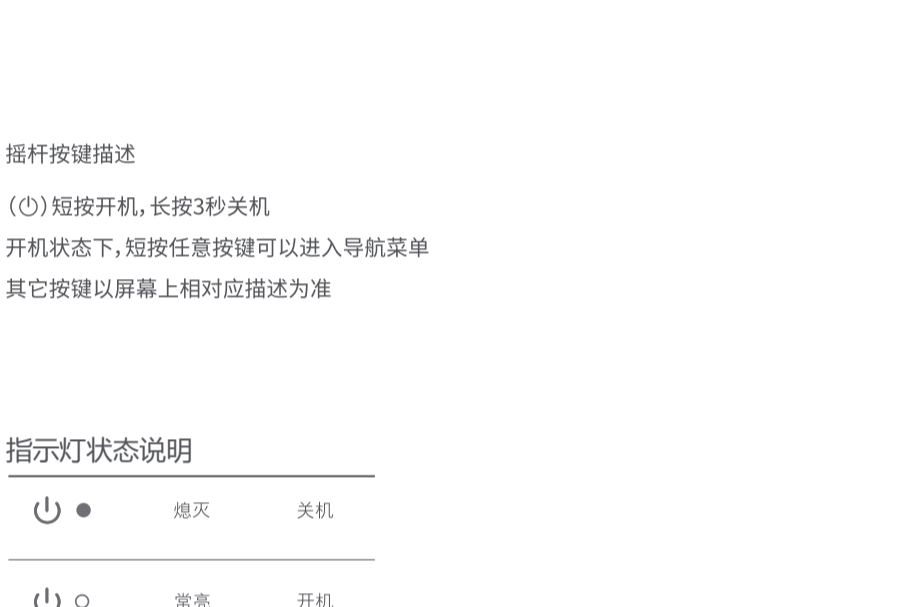 摇杆按键描述
(⏻)短按开机,长按3秒关机
开机状态下,短按任意按键可以进入导航菜单
其它按键以屏幕上相对应描述为准
指示灯状态说明
熄灭 关机
常亮 开机